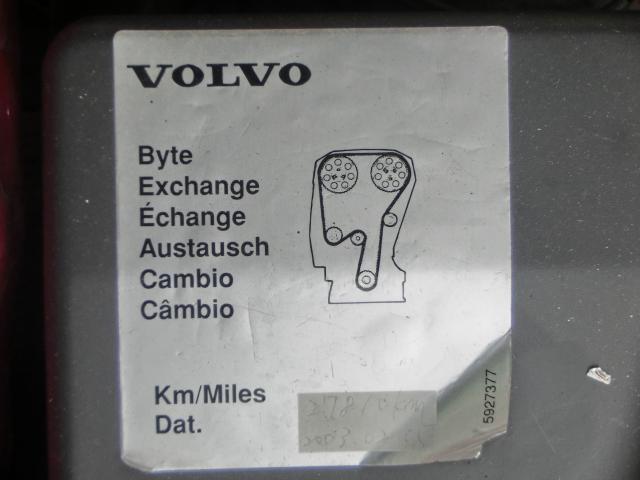 VOLVO
Byte
Exchange
Échange
Austausch
Cambio
Câmbio
Km/Miles
Dat.
5927377